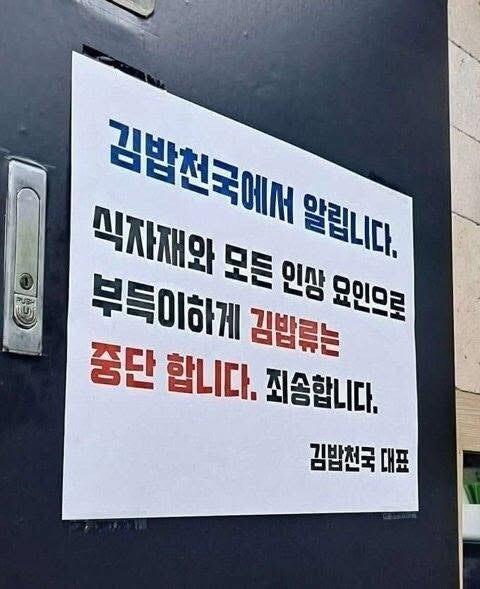 김밥천국에서 알립니다.
식자재와 모든 인상 요인으로
부득이하게 김밥류는
중단 합니다. 죄송합니다.
김밥천국 대표
PUSH